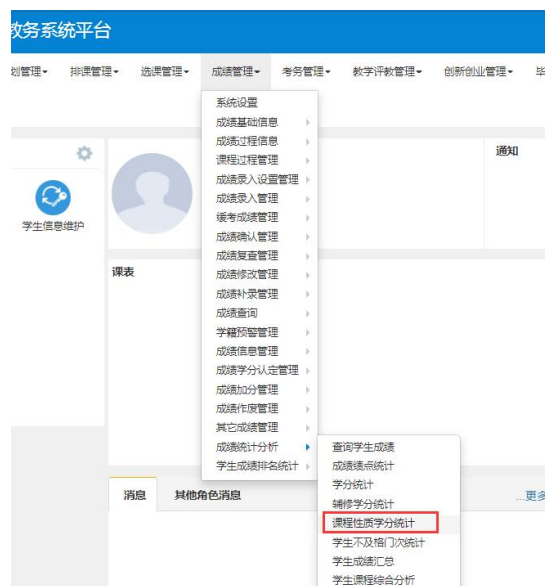 教务系统平台
划管理 排课管理 选课管理 成绩管理 考务管理 教学评教管理 创新创业管理 毕
系统设置
成绩基础信息
成绩过程信息
课程过程管理
成绩录入设置管理
成绩录入管理
缓考成绩管理
成绩确认管理
成绩复查管理
成绩修改管理
成绩补录管理
成绩查询
学籍预警管理
成绩信息管理
成绩学分认定管理
成绩加分管理
成绩作废管理
其它成绩管理
成绩统计分析
学生成绩排名统计
通知
学生信息维护
课表
查询学生成绩
成绩绩点统计
学分统计
辅修学分统计
课程性质学分统计
学生不及格门次统计
学生成绩汇总
学生课程综合分析
消息 其他角色消息 ...更多